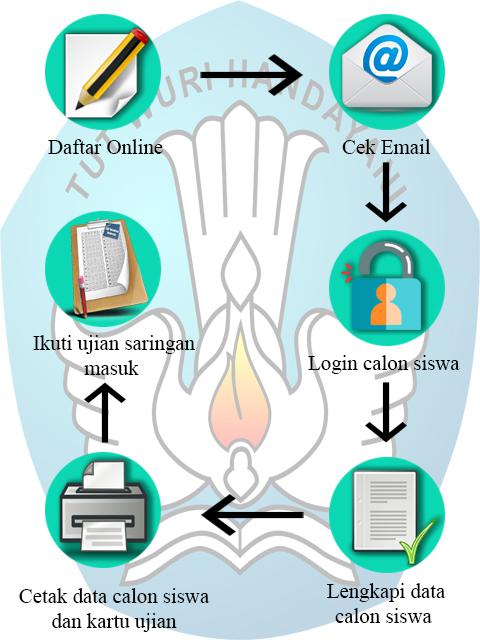 TUT WURI HANDAYANI
Daftar Online
Cek Email
Login calon siswa
Lengkapi data
calon siswa
Cetak data calon siswa
dan kartu ujian
Ikuti ujian saringan
masuk